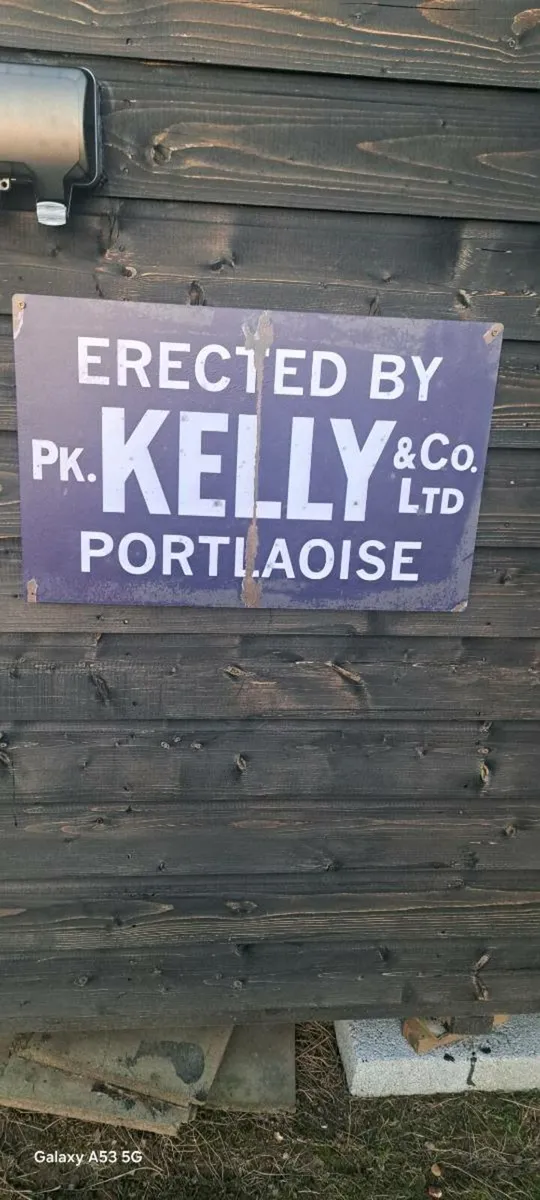 ERECTED BY
PK. KELLY & CO. LTD
PORTLAOISE
Galaxy A53 5G